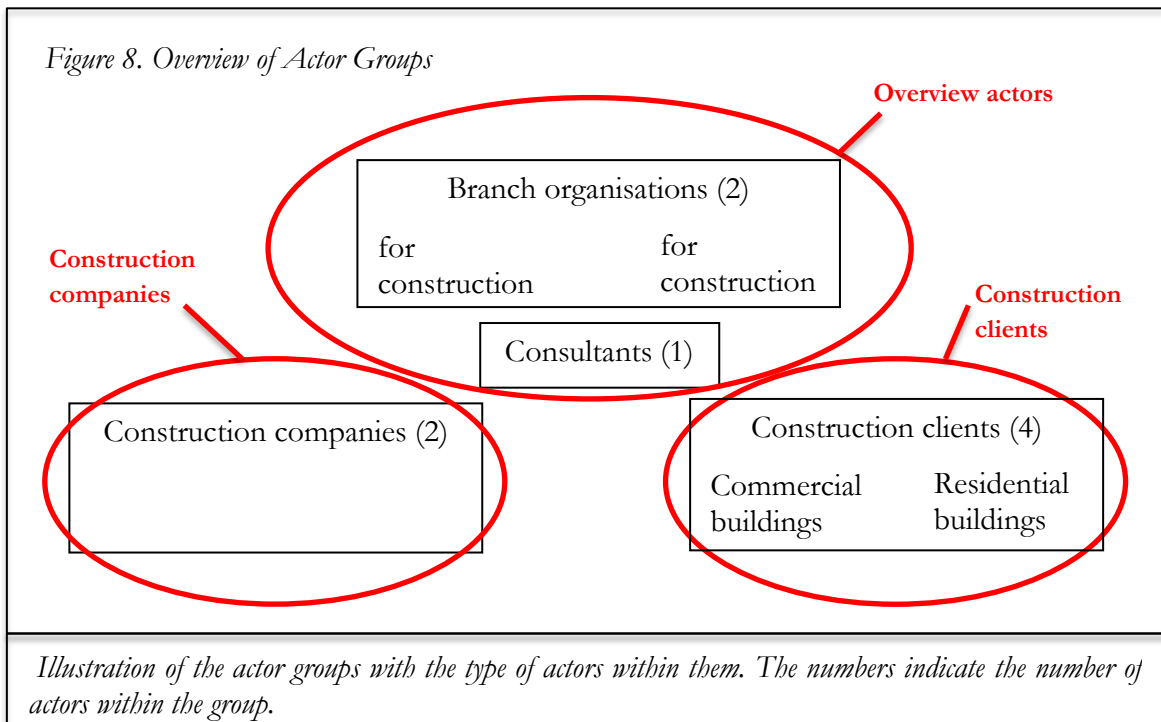 Figure 8. Overview of Actor Groups
Overview actors
Branch organisations (2)
for
construction
for
construction
Construction
companies
Construction
clients
Consultants (1)
Construction companies (2)
Construction clients (4)
Commercial
buildings
Residential
buildings
Illustration of the actor groups with the type of actors within them. The numbers indicate the number of
actors within the group.